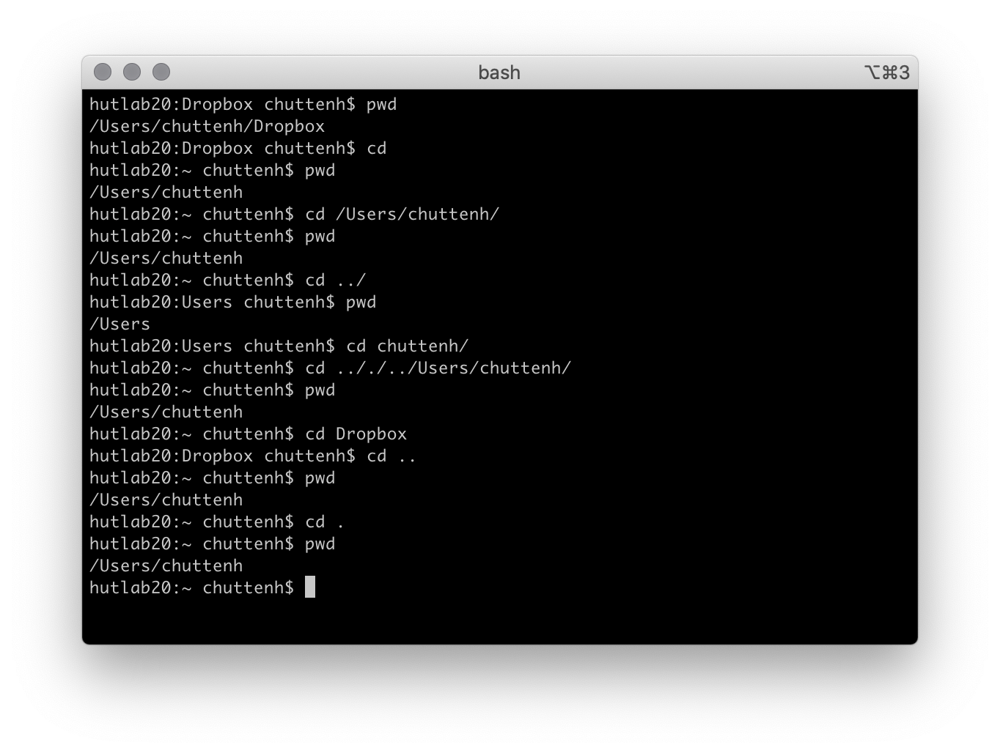 bash
⌥⌘3
hutlab20:Dropbox chuttenh$ pwd
/Users/chuttenh/Dropbox
hutlab20:Dropbox chuttenh$ cd
hutlab20:~ chuttenh$ pwd
/Users/chuttenh
hutlab20:~ chuttenh$ cd /Users/chuttenh/
hutlab20:~ chuttenh$ pwd
/Users/chuttenh
hutlab20:~ chuttenh$ cd ../
hutlab20:Users chuttenh$ pwd
/Users
hutlab20:Users chuttenh$ cd chuttenh/
hutlab20:~ chuttenh$ cd .././../Users/chuttenh/
hutlab20:~ chuttenh$ pwd
/Users/chuttenh
hutlab20:~ chuttenh$ cd Dropbox
hutlab20:Dropbox chuttenh$ cd ..
hutlab20:~ chuttenh$ pwd
/Users/chuttenh
hutlab20:~ chuttenh$ cd .
hutlab20:~ chuttenh$ pwd
/Users/chuttenh
hutlab20:~ chuttenh$